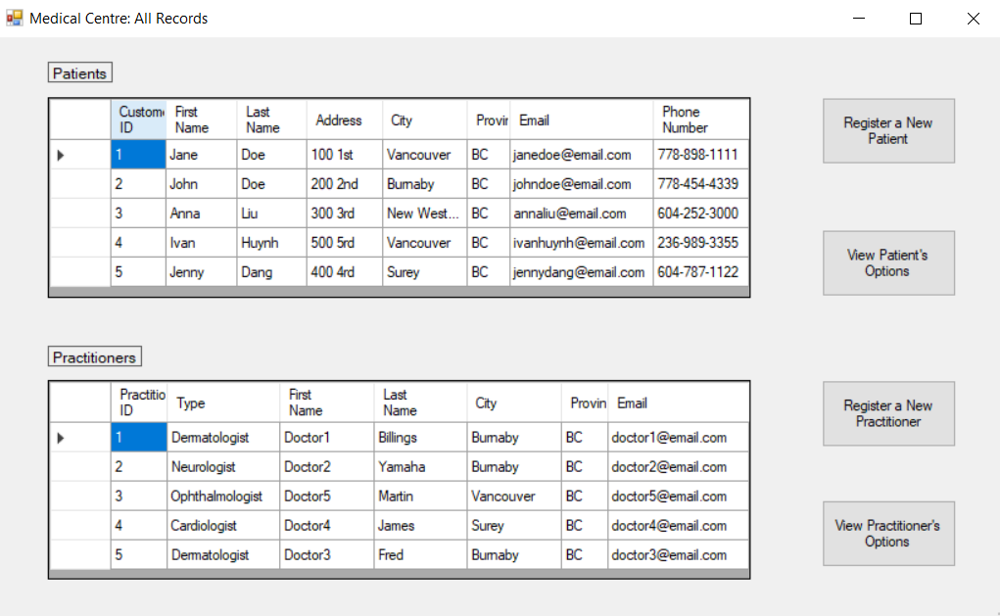 Medical Centre: All Records
Patients
Custome ID First Name Last Name Address City Provin Email Phone Number
1 Jane Doe 100 1st Vancouver BC janedoe@email.com 778-898-1111
2 John Doe 200 2nd Burnaby BC johndoe@email.com 778-454-4339
3 Anna Liu 300 3rd New West... BC annaliu@email.com 604-252-3000
4 Ivan Huynh 500 5rd Vancouver BC ivanhuynh@email.com 236-989-3355
5 Jenny Dang 400 4rd Surey BC jennydang@email.com 604-787-1122
Register a New
Patient
View Patient's
Options
Practitioners
Practitio ID Type First Name Last Name City Provin Email
1 Dermatologist Doctor1 Billings Burnaby BC doctor1@email.com
2 Neurologist Doctor2 Yamaha Burnaby BC doctor2@email.com
3 Ophthalmologist Doctor5 Martin Vancouver BC doctor5@email.com
4 Cardiologist Doctor4 James Surey BC doctor4@email.com
5 Dermatologist Doctor3 Fred Burnaby BC doctor3@email.com
Register a New
Practitioner
View Practitioner's
Options